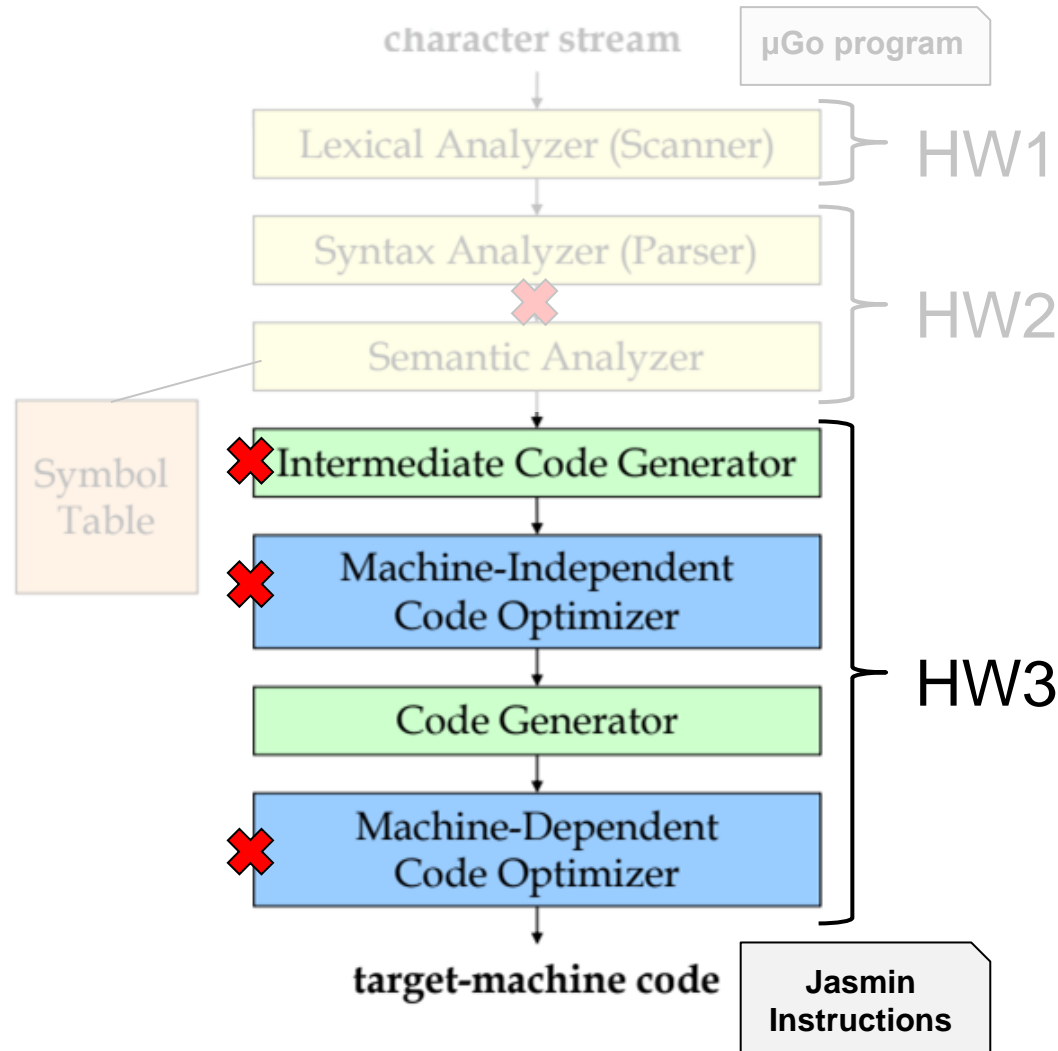 character stream
μGo program
Lexical Analyzer (Scanner)
HW1
Syntax Analyzer (Parser)
HW2
Semantic Analyzer
Symbol
Table
Intermediate Code Generator
Machine-Independent
Code Optimizer
HW3
Code Generator
Machine-Dependent
Code Optimizer
target-machine code
Jasmin
Instructions